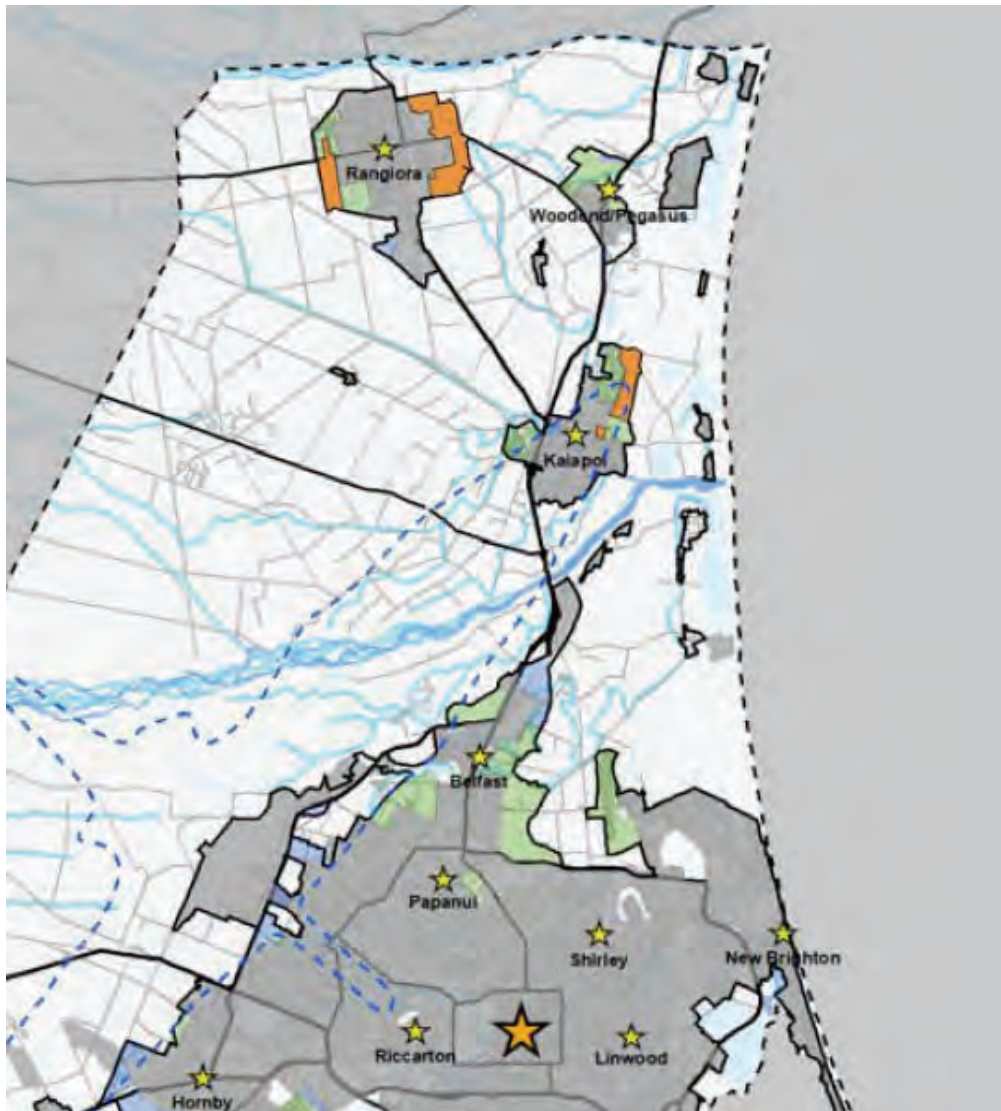 Rangiora
Woodend/Pegasus
Kaiapoi
Belfast
Papanui
Shirley
New Brighton
Riccarton
Linwood
Hornby